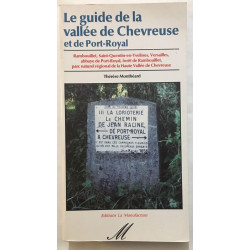 Le guide de la
vallée de Chevreuse
et de Port-Royal
Rambouillet, Saint-Quentin-en-Yvelines, Versailles,
abbaye de Port-Royal, forêt de Rambouillet,
parc naturel régional de la Haute Vallée de Chevreuse
Thérèse Montthéard
III LA LORIOTERIE
LE CHEMIN
DE JEAN RACINE,
DE PORT-ROYAL
A CHEVREUSE
Éditions La Manufacture
M